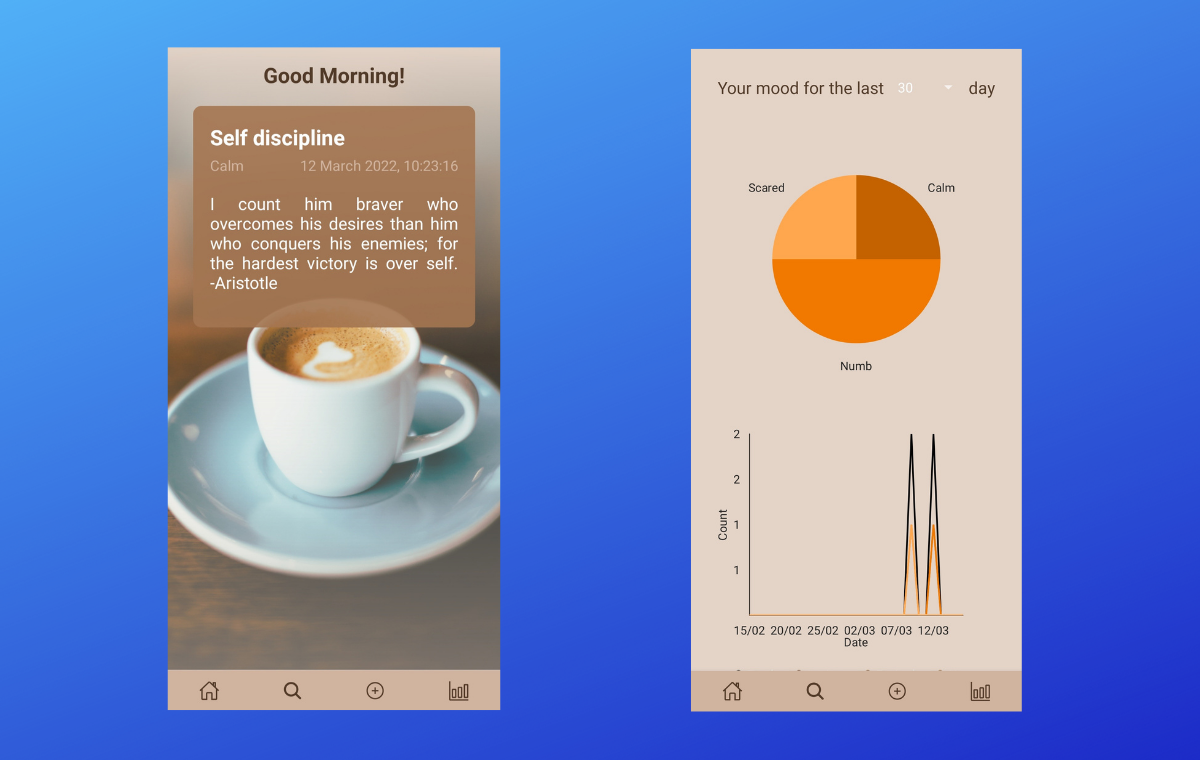 Good Morning!
Self discipline
Calm 12 March 2022, 10:23:16
I count him braver who
overcomes his desires than him
who conquers his enemies; for
the hardest victory is over self.
-Aristotle
Your mood for the last 30 day
Scared
Calm
Numb
2
2
1
1
Count
15/02 20/02 25/02 02/03 07/03 12/03
Date